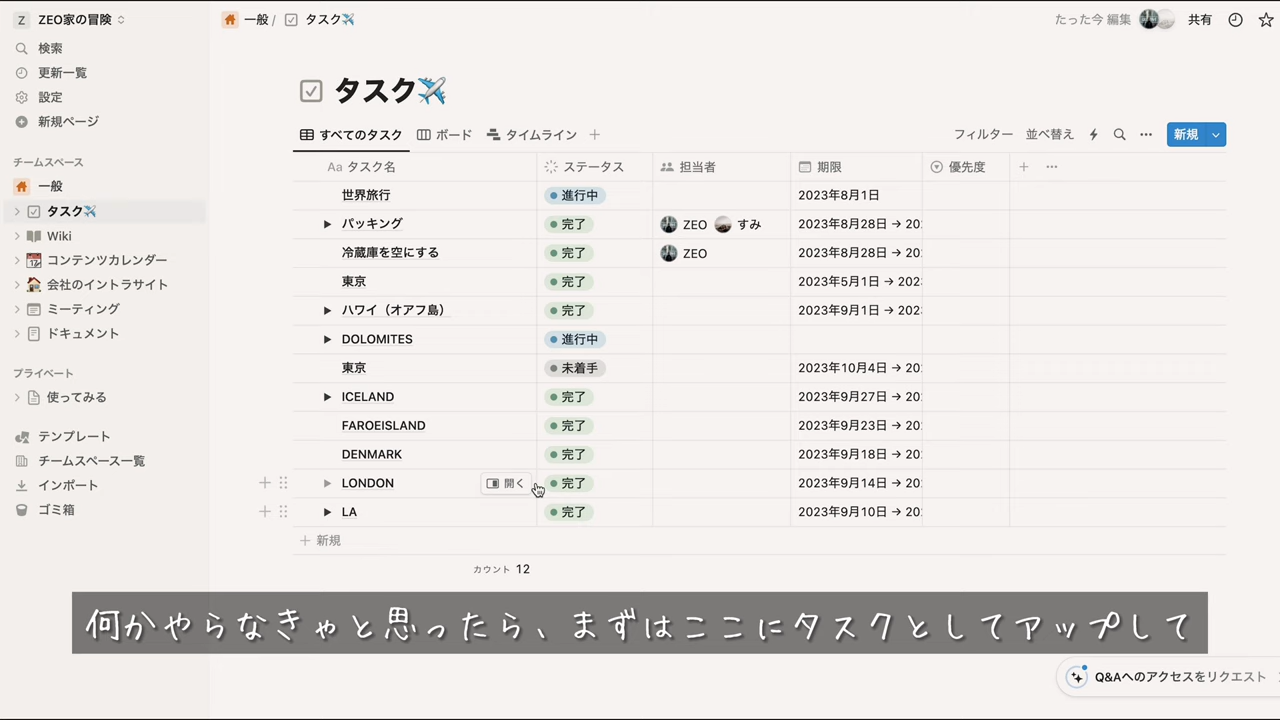 Z ZEO家の冒険
検索
更新一覧
設定
新規ページ
チームスペース
一般
タスク✈️
Wiki
コンテンツカレンダー
会社のイントラサイト
ミーティング
ドキュメント
プライベート
使ってみる
テンプレート
チームスペース一覧
インポート
ゴミ箱
一般 / タスク✈️
たった今 編集 共有
タスク✈️
すべてのタスク ボード タイムライン
フィルター 並べ替え 新規
Aa タスク名 ステータス 担当者 期限 優先度
世界旅行 進行中 2023年8月1日
パッキング 完了 ZEO すみ 2023年8月28日 → 202
冷蔵庫を空にする 完了 ZEO 2023年8月28日 → 202
東京 完了 2023年5月1日 → 202
ハワイ（オアフ島） 完了 2023年9月1日 → 202
DOLOMITES 進行中
東京 未着手 2023年10月4日 → 20
ICELAND 完了 2023年9月27日 → 20
FAROEISLAND 完了 2023年9月23日 → 20
DENMARK 完了 2023年9月18日 → 20
LONDON 開く 完了 2023年9月14日 → 20
LA 完了 2023年9月10日 → 20
新規
カウント 12
何かやらなきゃと思ったら、まずはここにタスクとしてアップして
Q&Aへのアクセスをリクエスト